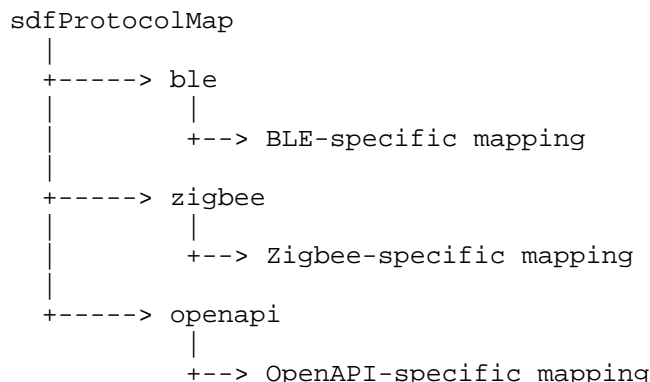 sdfProtocolMap
|
+-----> ble
|       |
|       +--> BLE-specific mapping
|
+-----> zigbee
|       |
|       +--> Zigbee-specific mapping
|
+-----> openapi
        |
        +--> OpenAPI-specific mapping